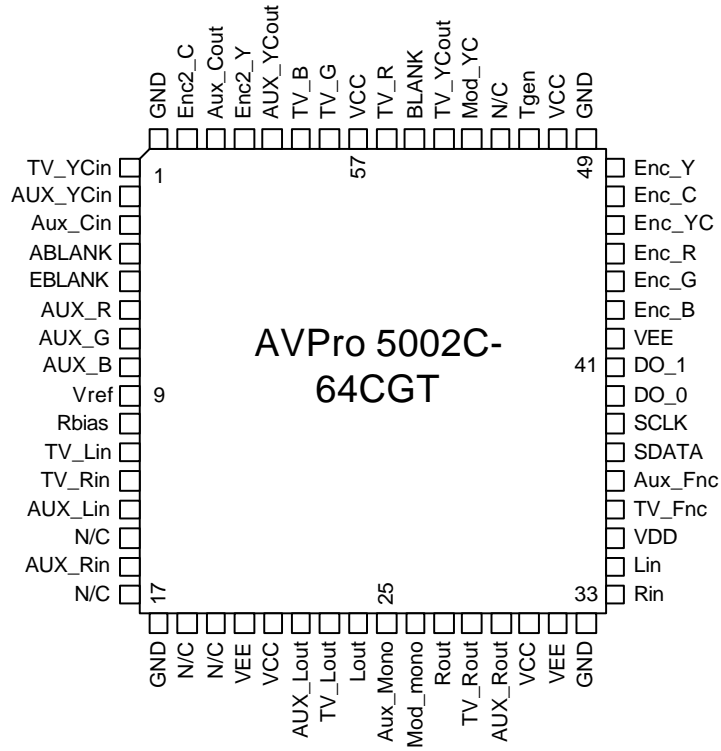 GND
Enc2_C
Aux_Cout
Enc2_Y
AUX_YCout
TV_B
TV_G
VCC
TV_R
BLANK
TV_YCout
Mod_YC
N/C
Tgen
VCC
GND
1
57
49
TV_YCin
AUX_YCin
Aux_Cin
ABLANK
EBLANK
AUX_R
AUX_G
AUX_B
Vref
Rbias
TV_Lin
TV_Rin
AUX_Lin
N/C
AUX_Rin
N/C
9
AVPro 5002C-
64CGT
41
Enc_Y
Enc_C
Enc_YC
Enc_R
Enc_G
Enc_B
VEE
DO_1
DO_0
SCLK
SDATA
Aux_Fnc
TV_Fnc
VDD
Lin
Rin
17
25
33
GND
N/C
N/C
VEE
VCC
AUX_Lout
TV_Lout
Lout
Aux_Mono
Mod_mono
Rout
TV_Rout
AUX_Rout
VCC
VEE
GND